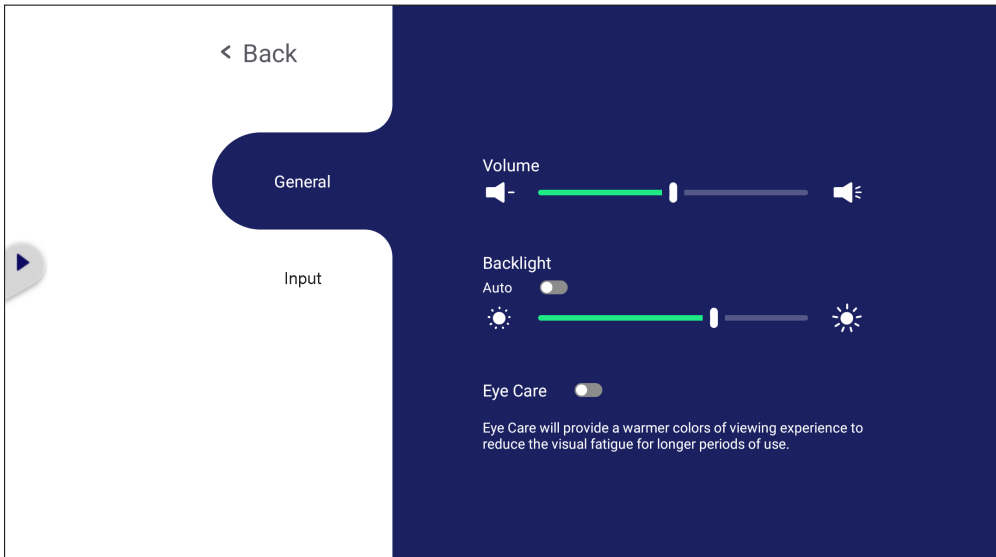 Back
General
Input
Volume
Backlight
Auto
Eye Care
Eye Care will provide a warmer colors of viewing experience to
reduce the visual fatigue for longer periods of use.